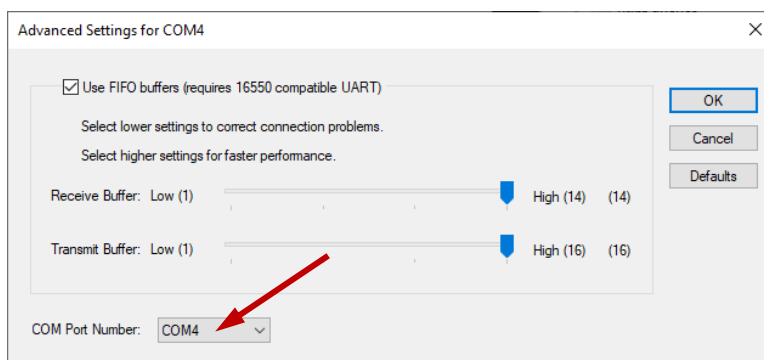 Advanced Settings for COM4
Use FIFO buffers (requires 16550 compatible UART)
OK
Select lower settings to correct connection problems.
Cancel
Select higher settings for faster performance.
Defaults
Receive Buffer: Low (1) High (14) (14)
Transmit Buffer: Low (1) High (16) (16)
COM Port Number: COM4